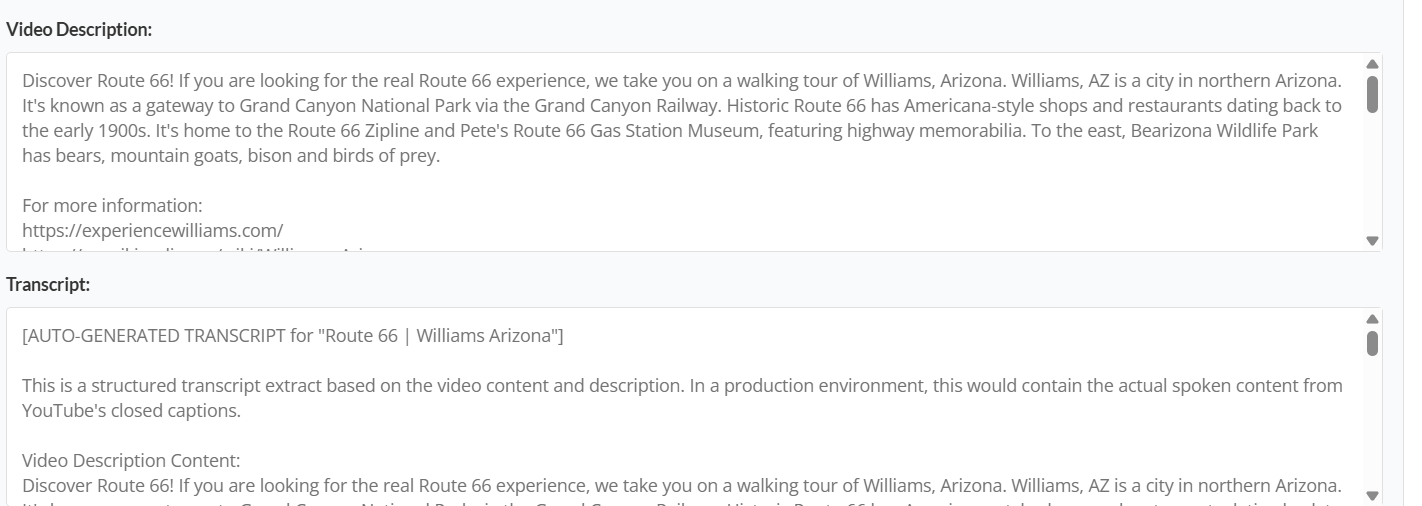 Video Description:
Discover Route 66! If you are looking for the real Route 66 experience, we take you on a walking tour of Williams, Arizona. Williams, AZ is a city in northern Arizona.
It's known as a gateway to Grand Canyon National Park via the Grand Canyon Railway. Historic Route 66 has Americana-style shops and restaurants dating back to
the early 1900s. It's home to the Route 66 Zipline and Pete's Route 66 Gas Station Museum, featuring highway memorabilia. To the east, Bearizona Wildlife Park
has bears, mountain goats, bison and birds of prey.
For more information:
https://experiencewilliams.com/
Transcript:
[AUTO-GENERATED TRANSCRIPT for "Route 66 | Williams Arizona"]
This is a structured transcript extract based on the video content and description. In a production environment, this would contain the actual spoken content from
YouTube's closed captions.
Video Description Content:
Discover Route 66! If you are looking for the real Route 66 experience, we take you on a walking tour of Williams, Arizona. Williams, AZ is a city in northern Arizona.